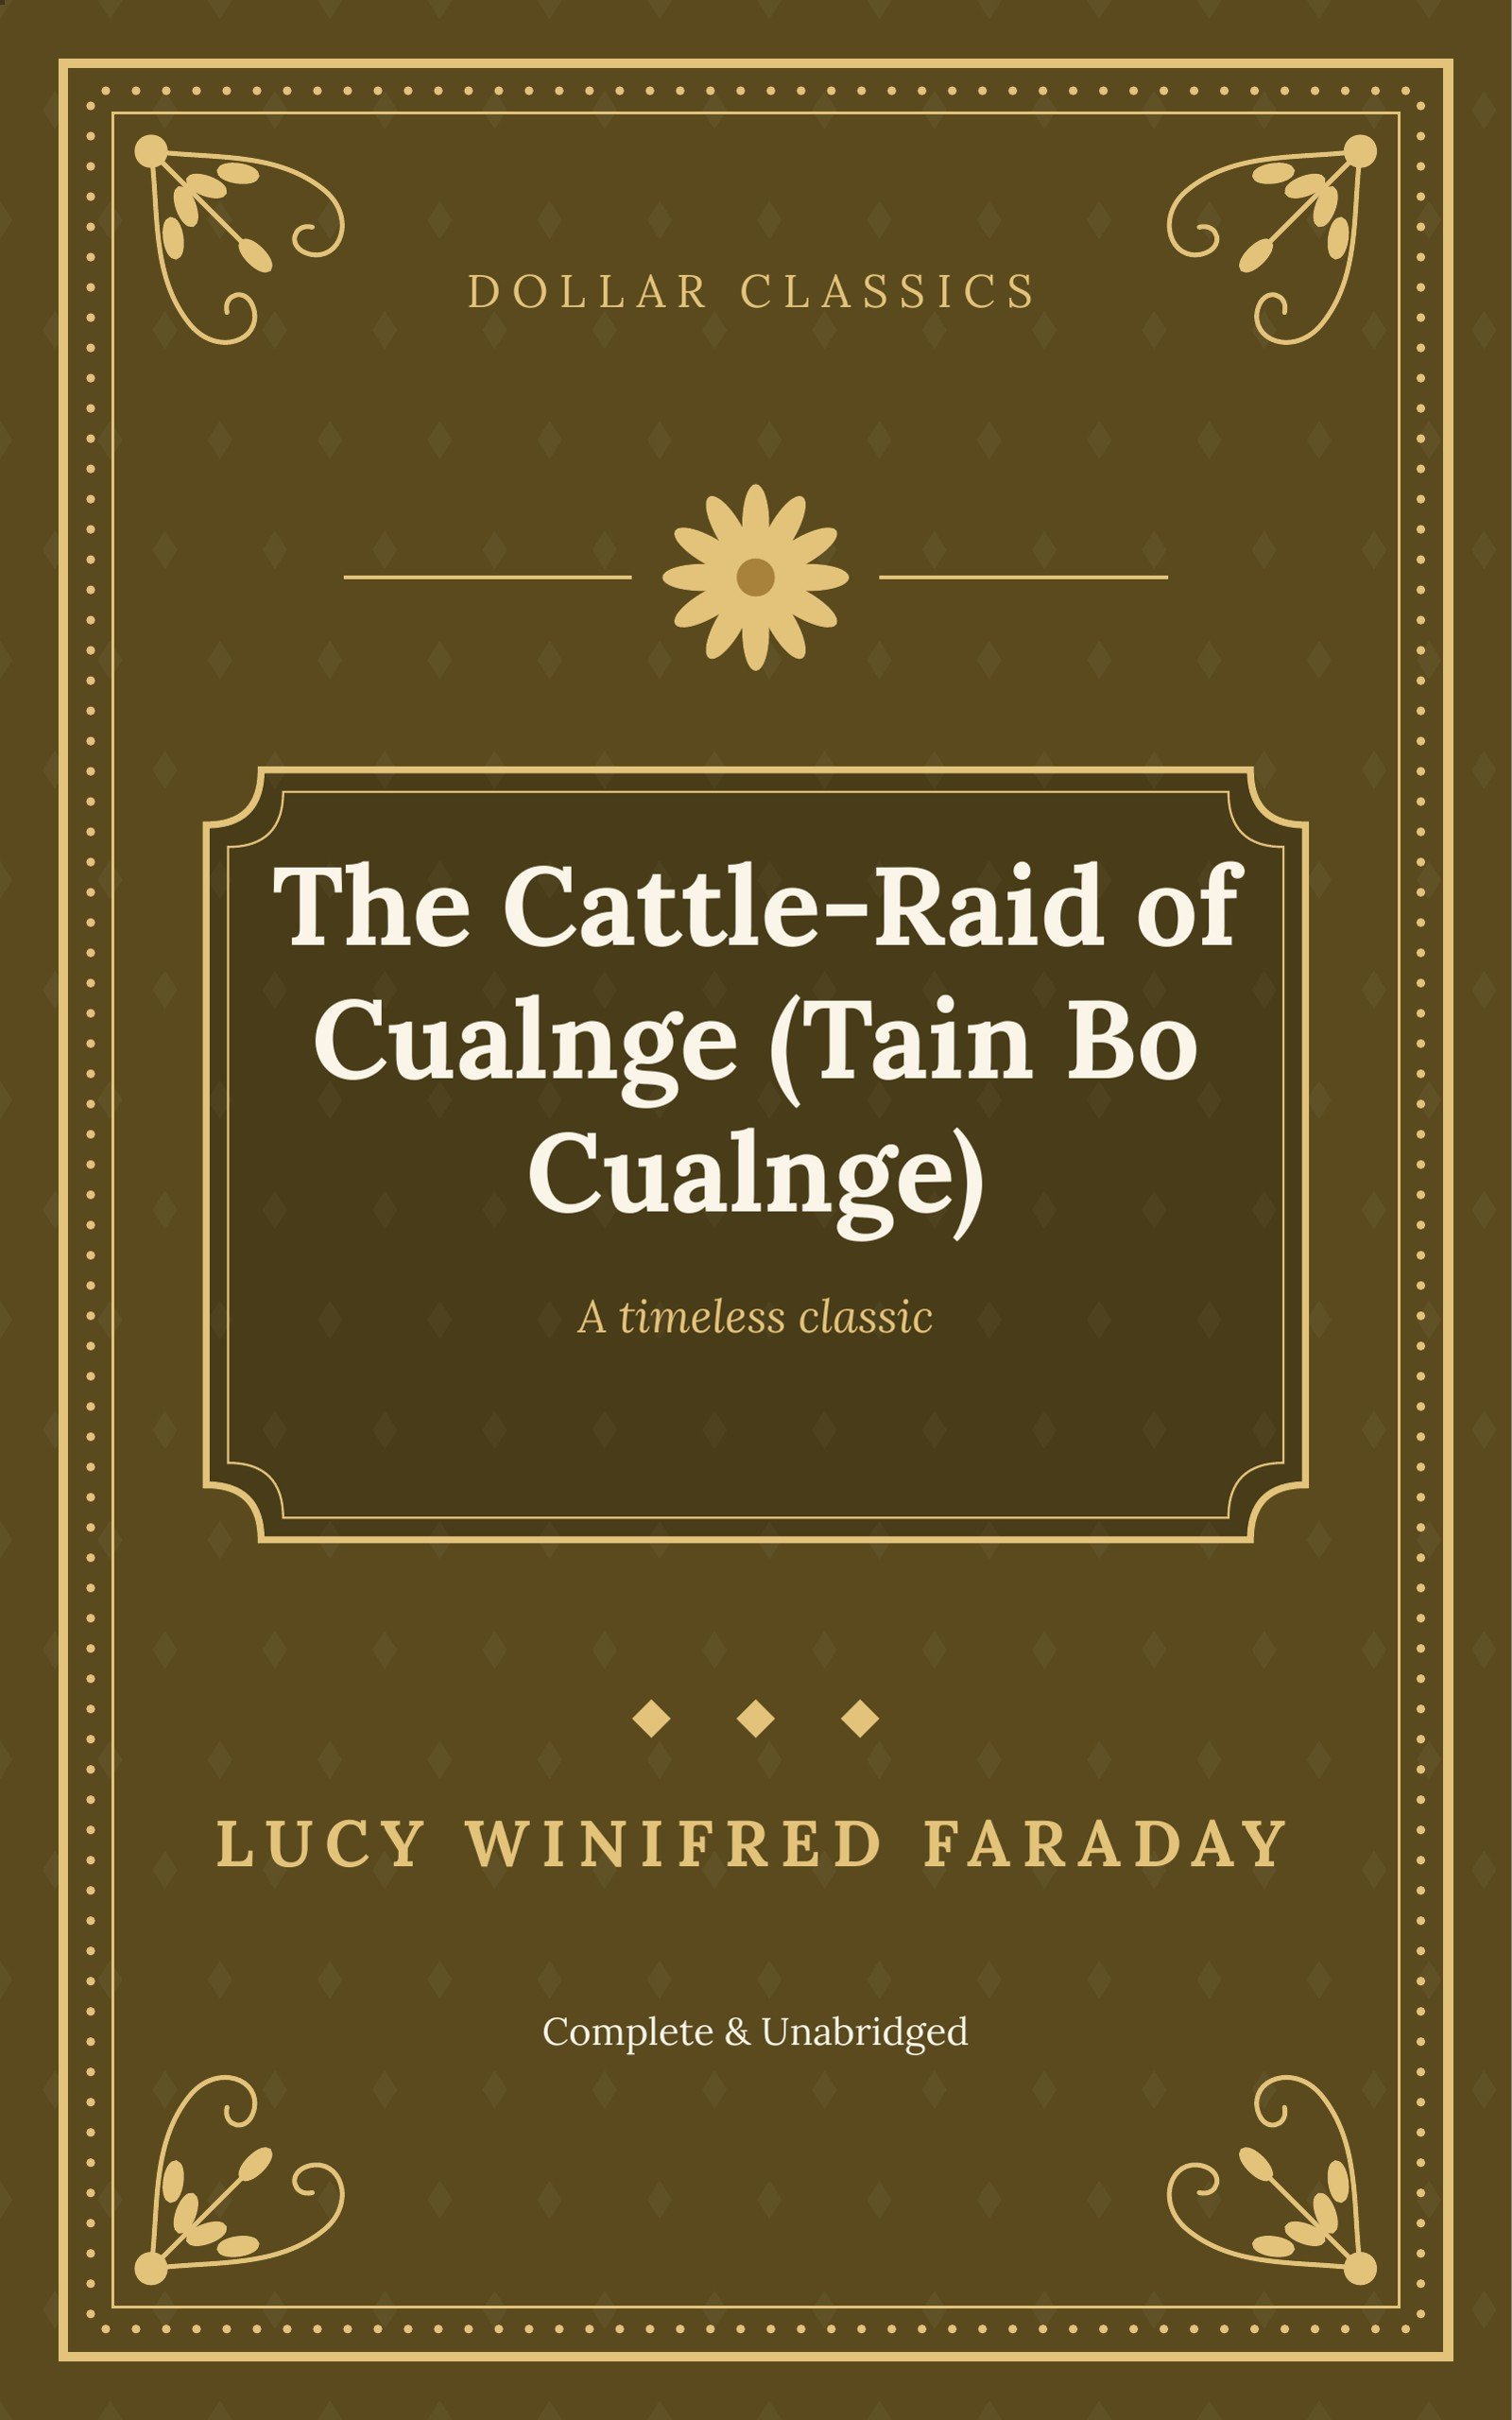 DOLLAR CLASSICS
The Cattle-Raid of
Cualnge (Tain Bo
Cualnge)
A timeless classic
LUCY WINIFRED FARADAY
Complete & Unabridged